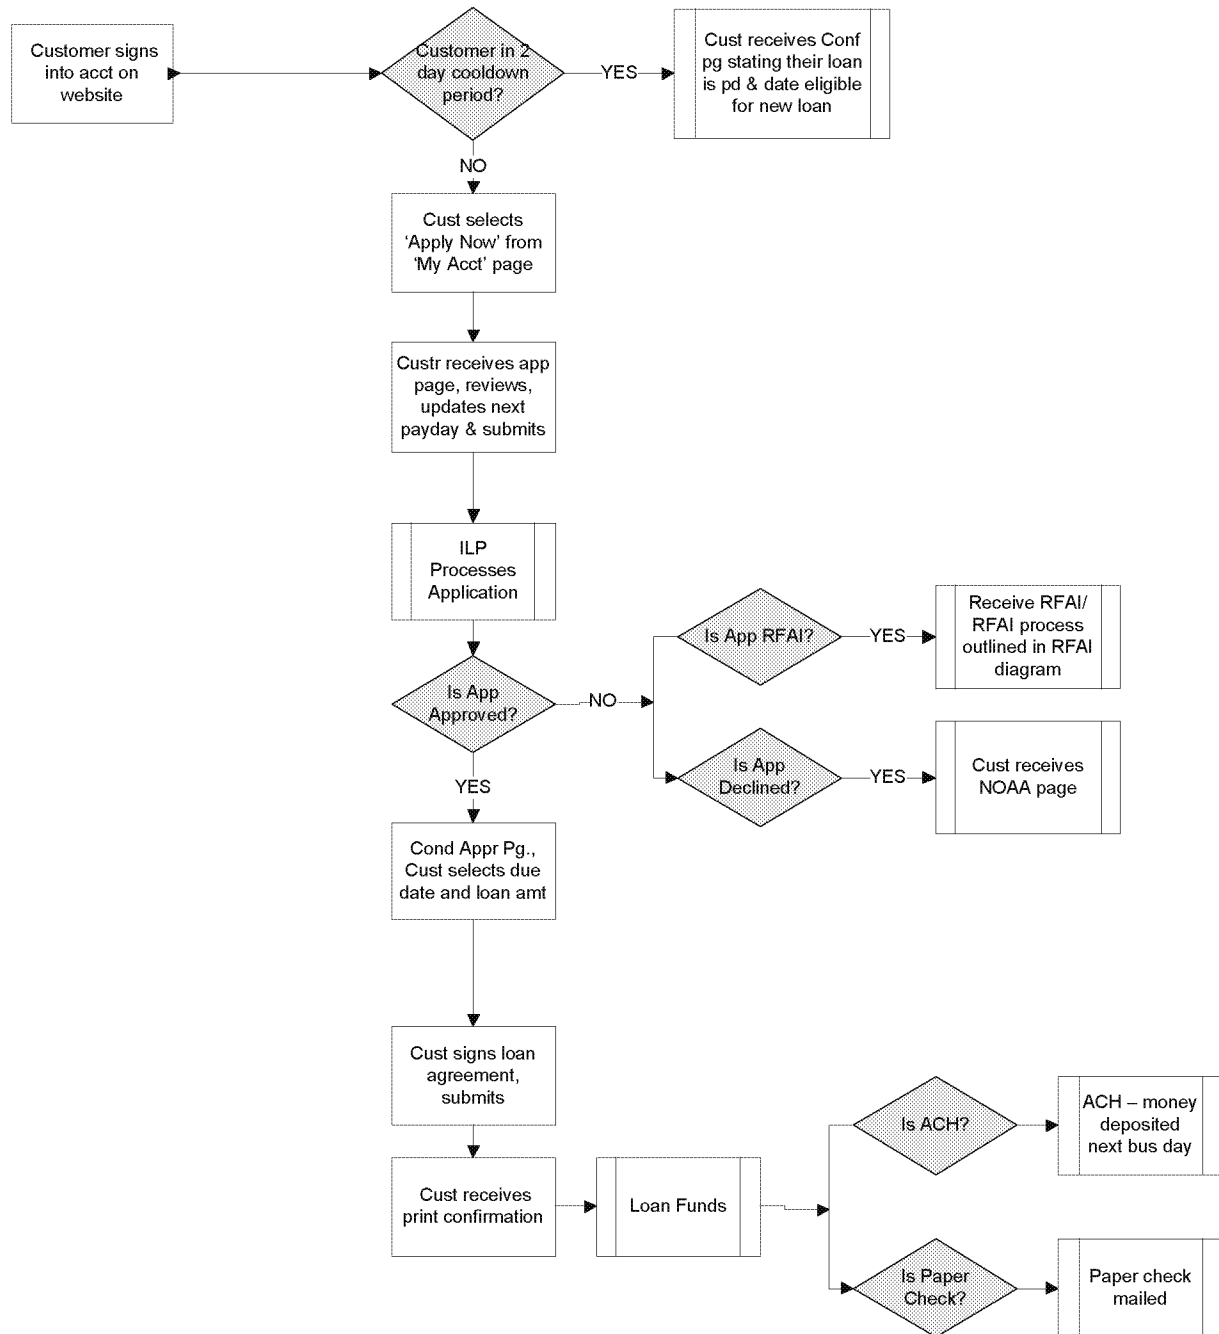 Customer signs
into acct on
website
Customer in 2
day cooldown
period?
YES
Cust receives Conf
pg stating their loan
is pd & date eligible
for new loan
NO
Cust selects
‘Apply Now’ from
‘My Acct’ page
Custr receives app
page, reviews,
updates next
payday & submits
ILP
Processes
Application
Is App
Approved?
NO
Is App RFAI?
YES
Receive RFAI/
RFAI process
outlined in RFAI
diagram
Is App
Declined?
YES
Cust receives
NOAA page
YES
Cond Appr Pg.,
Cust selects due
date and loan amt
Cust signs loan
agreement,
submits
Cust receives
print confirmation
Loan Funds
Is ACH?
ACH – money
deposited
next bus day
Is Paper
Check?
Paper check
mailed